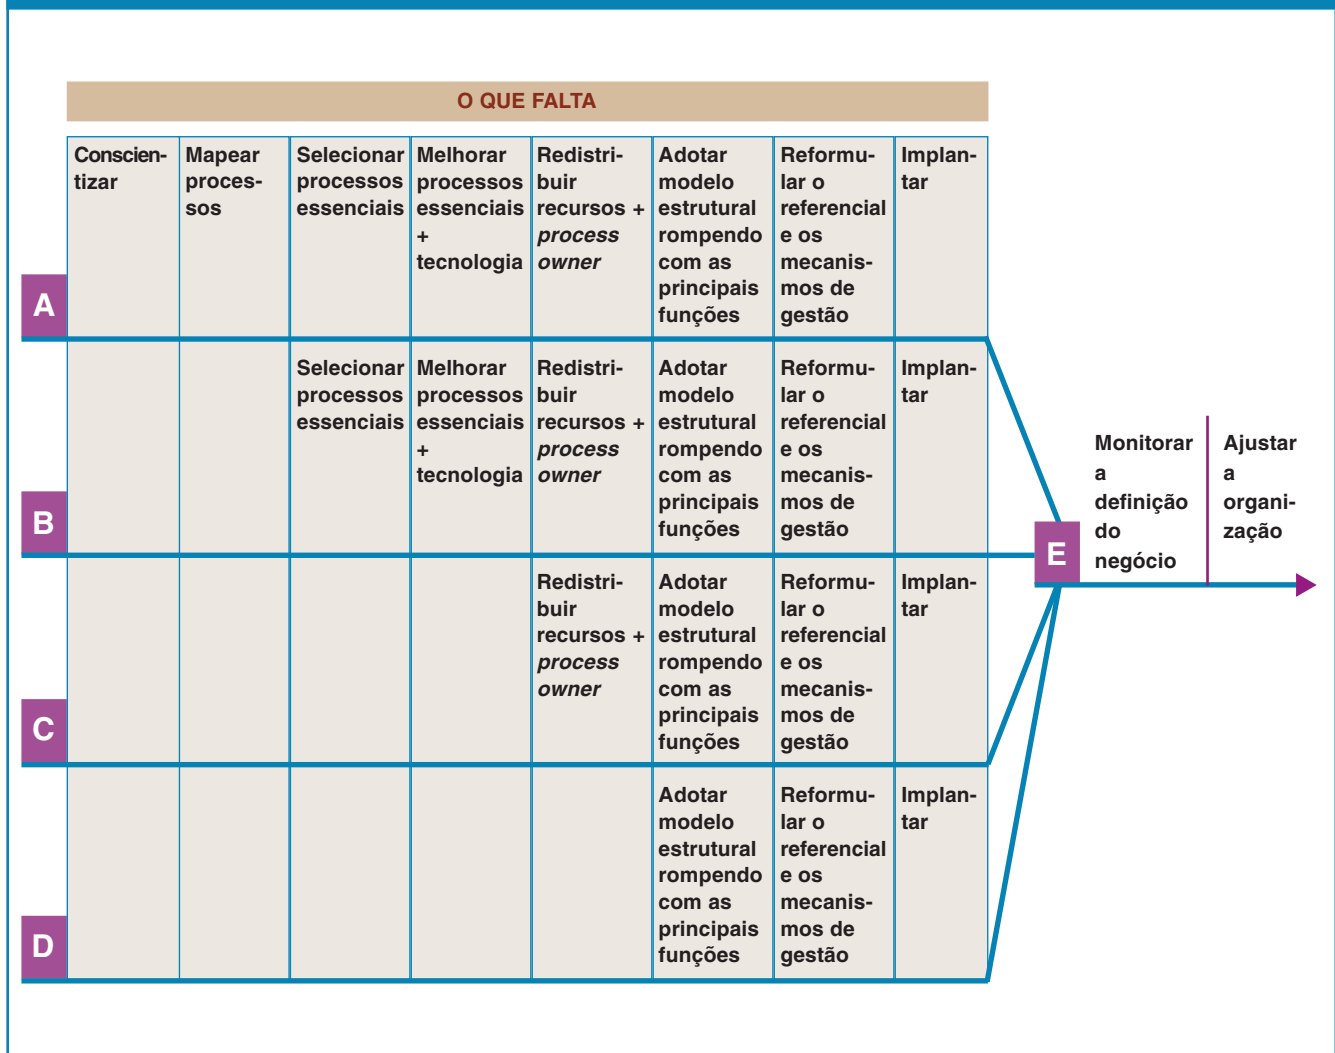 O QUE FALTA
Conscien-
tizar
Mapear
proces-
sos
Selecionar
processos
essenciais
Melhorar
processos
essenciais
+
tecnologia
Redistri-
buir
recursos +
process
owner
Adotar
modelo
estrutural
rompendo
com as
principais
funções
Reformu-
lar o
referencial
e os
mecanis-
mos de
gestão
Implan-
tar
A
Selecionar
processos
essenciais
Melhorar
processos
essenciais
+
tecnologia
Redistri-
buir
recursos +
process
owner
Adotar
modelo
estrutural
rompendo
com as
principais
funções
Reformu-
lar o
referencial
e os
mecanis-
mos de
gestão
Implan-
tar
B
Redistri-
buir
recursos +
process
owner
Adotar
modelo
estrutural
rompendo
com as
principais
funções
Reformu-
lar o
referencial
e os
mecanis-
mos de
gestão
Implan-
tar
C
Adotar
modelo
estrutural
rompendo
com as
principais
funções
Reformu-
lar o
referencial
e os
mecanis-
mos de
gestão
Implan-
tar
D
E
Monitorar
a
definição
do
negócio
Ajustar
a
organi-
zação